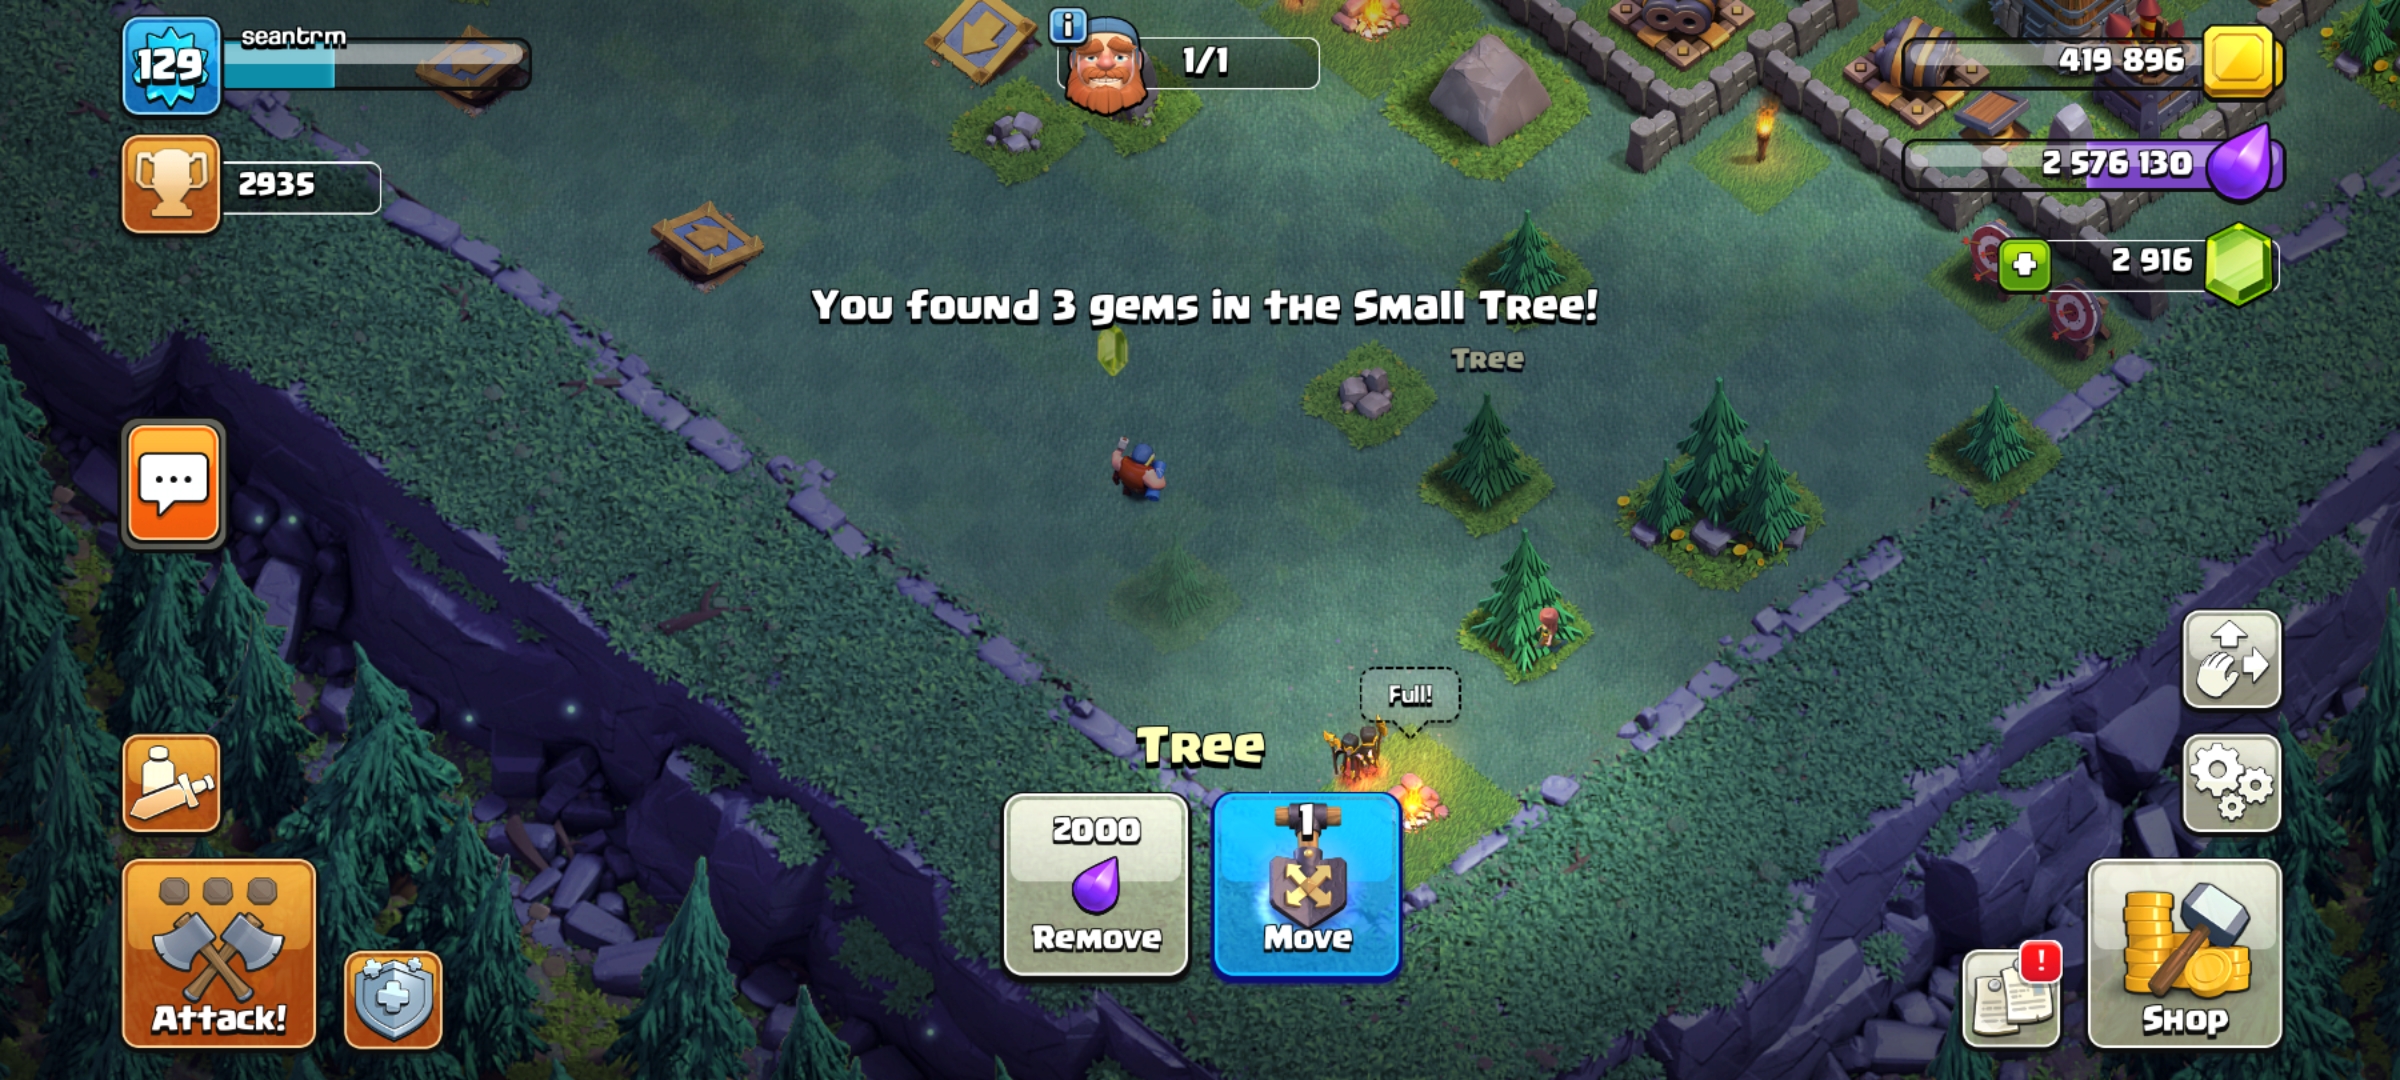 129
seantrm
i
1/1
419 896
2935
2 576 130
2 916
You found 3 gems in the Small Tree!
Tree
Full!
Tree
2000
Remove
1
Move
Attack!
!
Shop